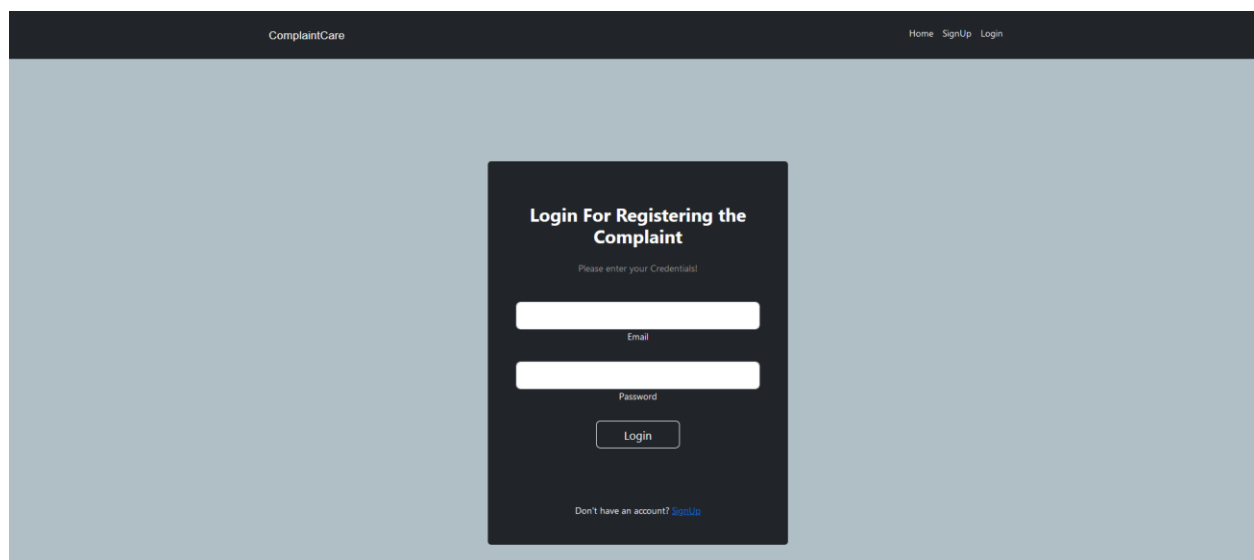 ComplaintCare
Home SignUp Login
Login For Registering the
Complaint
Please enter your Credentials!
Email
Password
Login
Don't have an account? SignUp